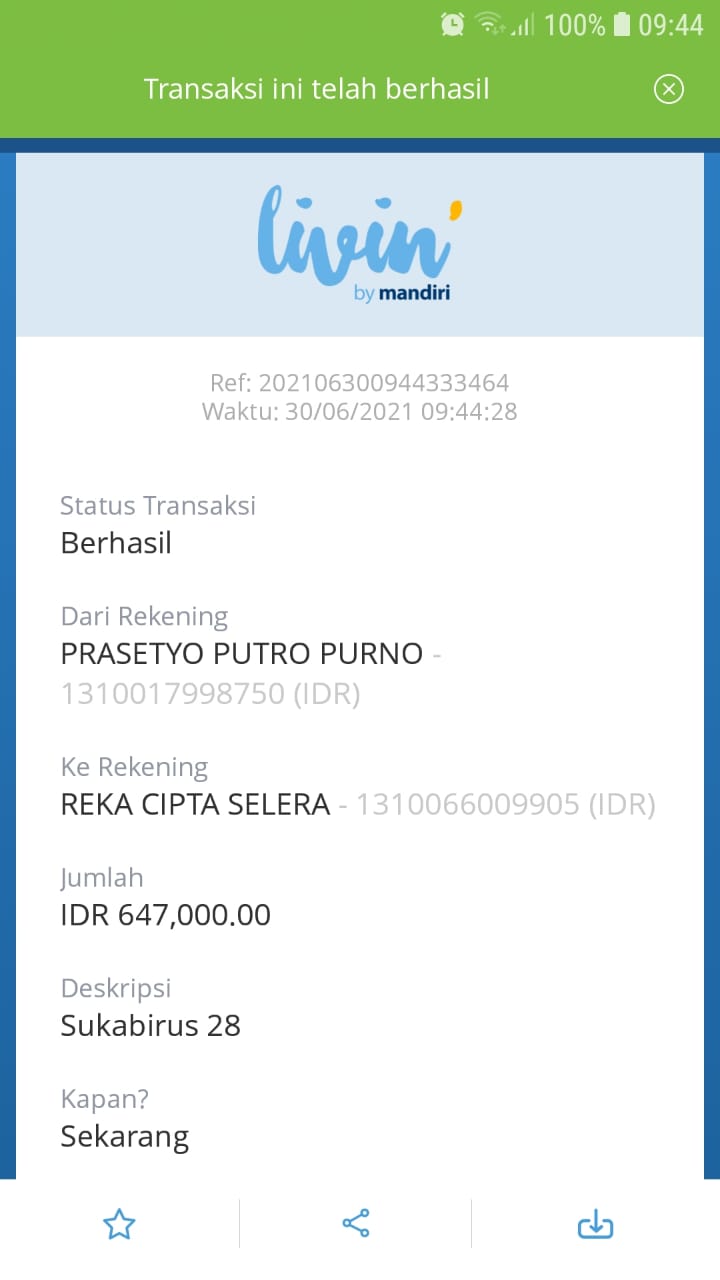 100% 09:44
Transaksi ini telah berhasil
livin'
by mandiri
Ref: 202106300944333464
Waktu: 30/06/2021 09:44:28
Status Transaksi
Berhasil
Dari Rekening
PRASETYO PUTRO PURNO -
1310017998750 (IDR)
Ke Rekening
REKA CIPTA SELERA - 1310066009905 (IDR)
Jumlah
IDR 647,000.00
Deskripsi
Sukabirus 28
Kapan?
Sekarang